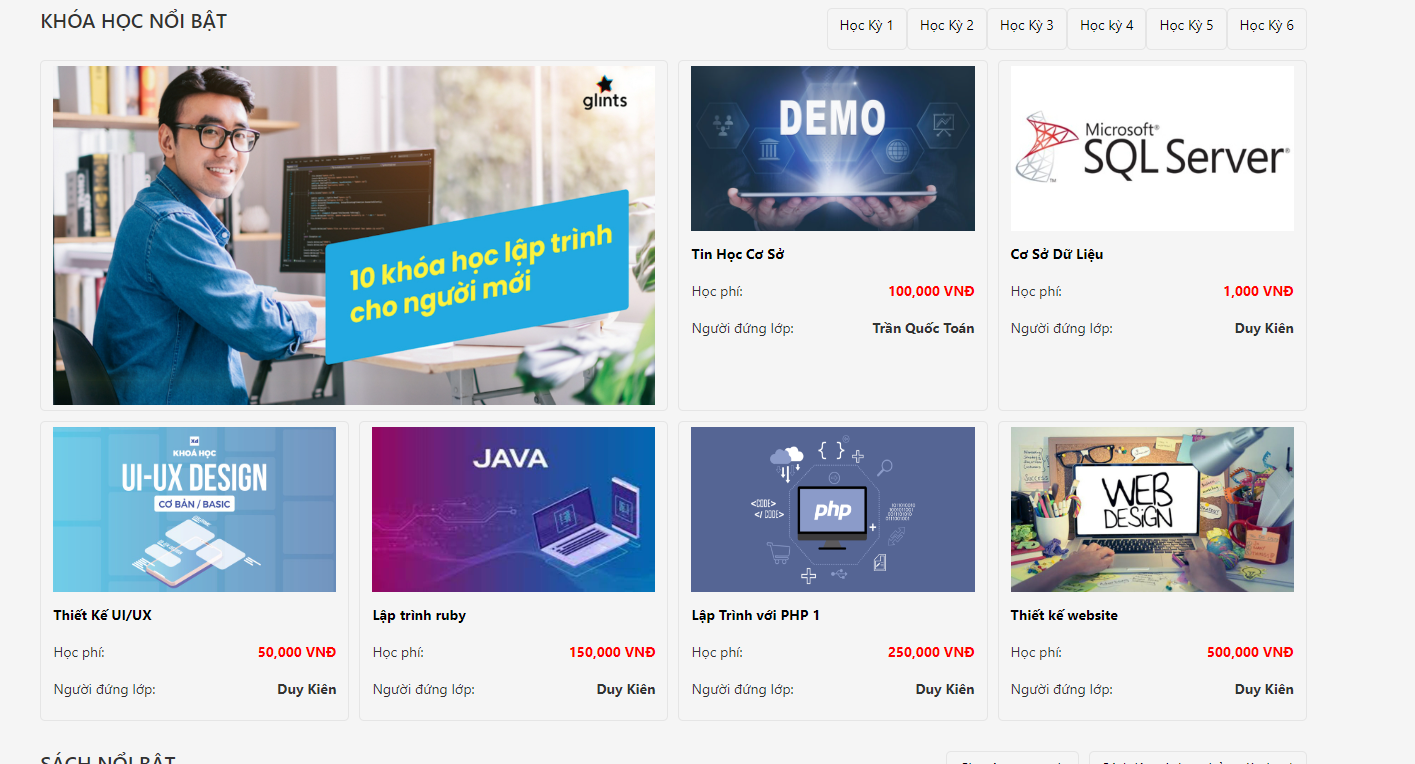 KHÓA HỌC NỔI BẬT
Học Kỳ 1
Học Kỳ 2
Học Kỳ 3
Học kỳ 4
Học Kỳ 5
Học Kỳ 6
glints
10 khóa học lập trình
cho người mới
DEMO
Tin Học Cơ Sở
Học phí: 100,000 VNĐ
Người đứng lớp: Trần Quốc Toán
Microsoft®
SQL Server®
Cơ Sở Dữ Liệu
Học phí: 1,000 VNĐ
Người đứng lớp: Duy Kiên
Xd
KHOÁ HỌC
UI-UX DESIGN
CƠ BẢN / BASIC
Thiết Kế UI/UX
Học phí: 50,000 VNĐ
Người đứng lớp: Duy Kiên
JAVA
Lập trình ruby
Học phí: 150,000 VNĐ
Người đứng lớp: Duy Kiên
{ }
<CODE>
</ CODE>
php
Lập Trình với PHP 1
Học phí: 250,000 VNĐ
Người đứng lớp: Duy Kiên
WEB
DESIGN
Thiết kế website
Học phí: 500,000 VNĐ
Người đứng lớp: Duy Kiên
SÁCH NỔI BẬT